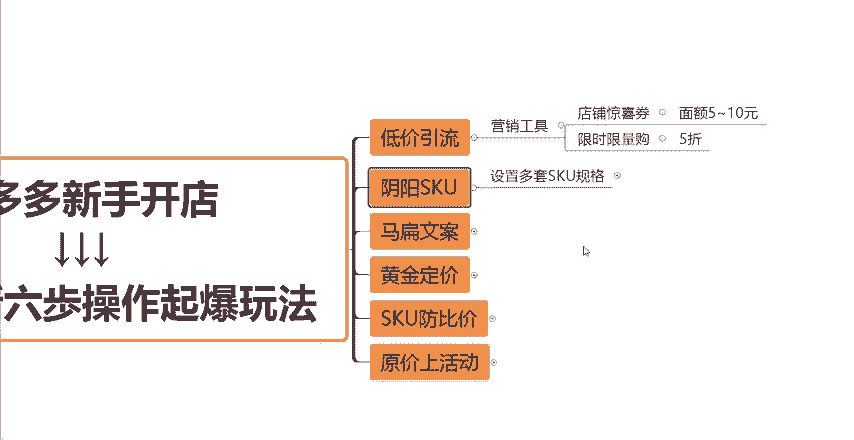 多多新手开店
↓↓↓
六步操作起爆玩法
低价引流
营销工具
店铺惊喜券
面额5~10元
限时限量购
5折
阴阳SKU
设置多套SKU规格
马扁文案
黄金定价
SKU防比价
原价上活动